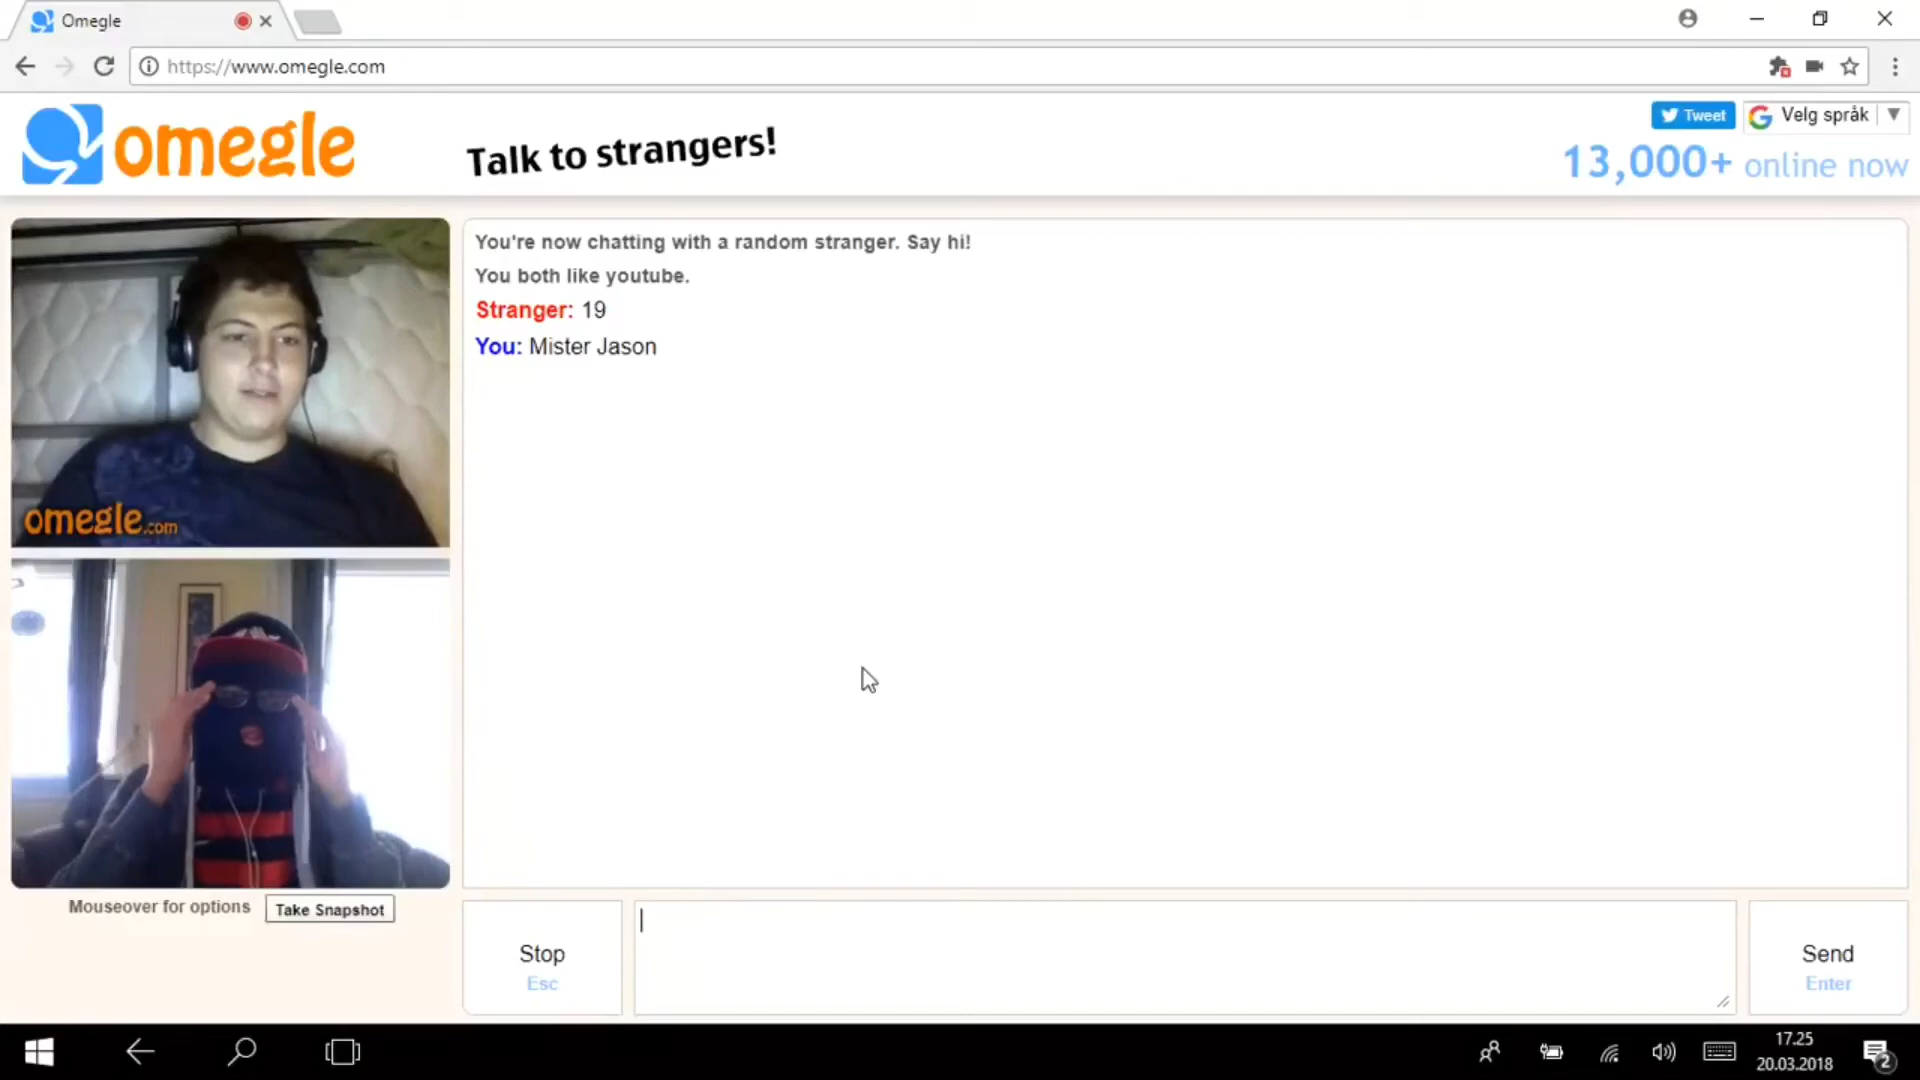 Omegle
https://www.omegle.com
omegle
Talk to strangers!
Tweet
Velg språk
13,000+ online now
You're now chatting with a random stranger. Say hi!
You both like youtube.
Stranger: 19
You: Mister Jason
omegle.com
Mouseover for options
Take Snapshot
Stop
Esc
Send
Enter
17.25
20.03.2018
2